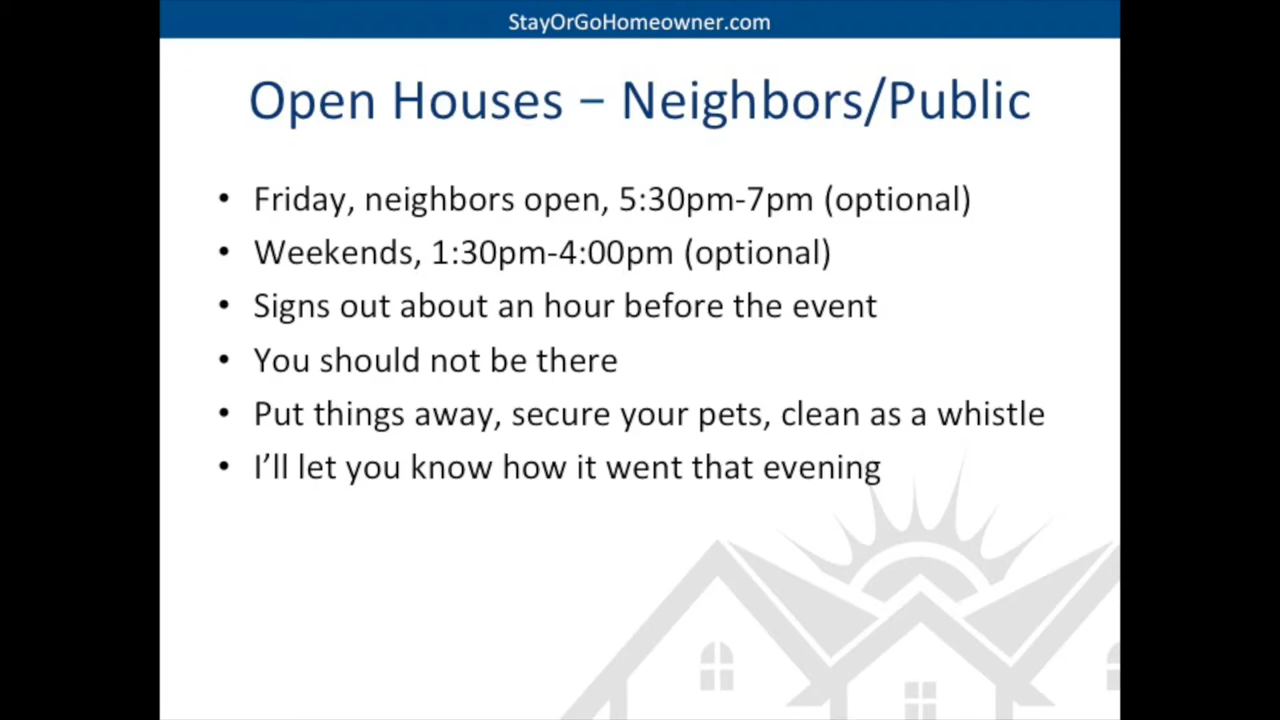 StayOrGoHomeowner.com
Open Houses – Neighbors/Public
• Friday, neighbors open, 5:30pm-7pm (optional)
• Weekends, 1:30pm-4:00pm (optional)
• Signs out about an hour before the event
• You should not be there
• Put things away, secure your pets, clean as a whistle
• I’ll let you know how it went that evening